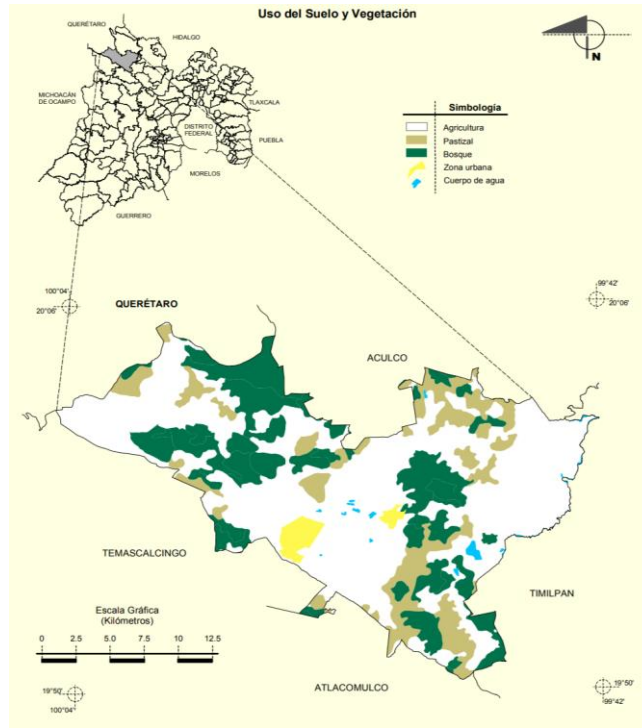 Uso del Suelo y Vegetación
QUERÉTARO
HIDALGO
MICHOACÁN
DE OCAMPO
TLAXCALA
DISTRITO
FEDERAL
PUEBLA
MORELOS
GUERRERO
N
Simbología
Agricultura
Pastizal
Bosque
Zona urbana
Cuerpo de agua
100°04'
20°06'
99°42'
20°06'
QUERÉTARO
ACULCO
TEMASCALCINGO
TIMILPAN
Escala Gráfica
(Kilómetros)
0 2.5 5 7.5 10 12.5
ATLACOMULCO
19°50'
100°04'
19°50'
99°42'